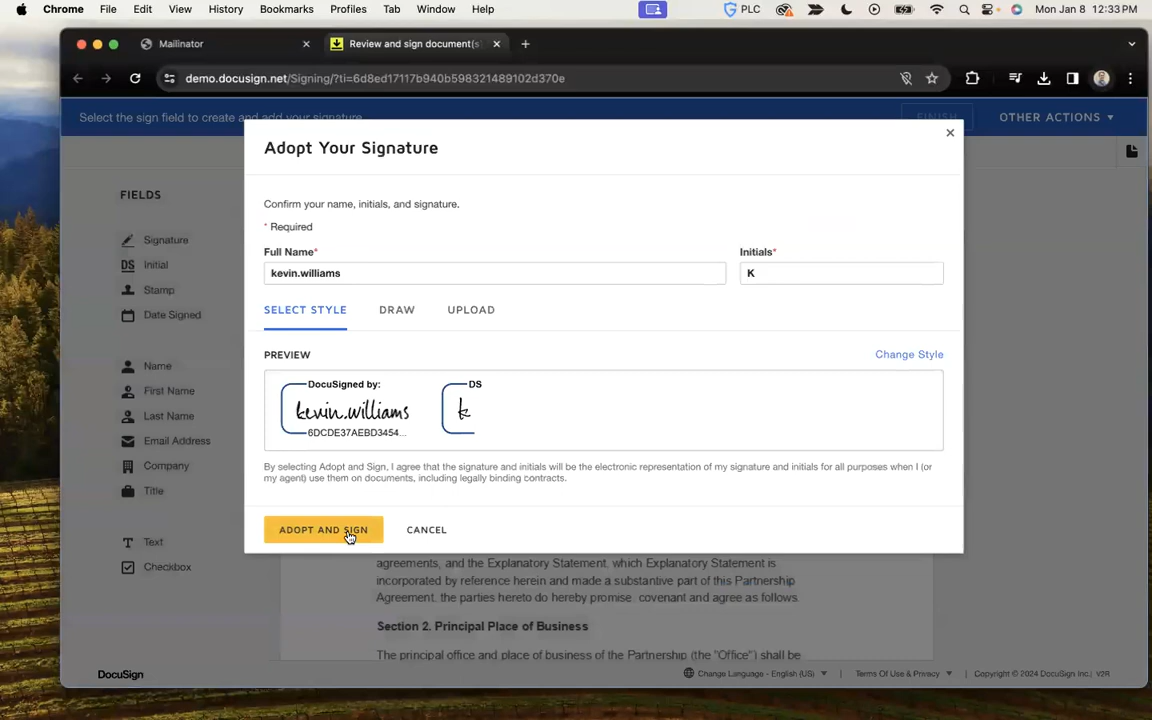 Chrome File Edit View History Bookmarks Profiles Tab Window Help PLC Mon Jan 8 12:33 PM
Mailinator Review and sign document(s)
demo.docusign.net/Signing/?ti=6d8ed17117b940b598321489102d370e
Select the sign field to create and add your signature. FINISH OTHER ACTIONS
Adopt Your Signature
FIELDS
Confirm your name, initials, and signature.
* Required
Signature
Full Name* Initials*
Initial
kevin.williams K
Stamp
SELECT STYLE DRAW UPLOAD
Date Signed
PREVIEW Change Style
Name
DocuSigned by: DS
First Name
kevin.williams k
Last Name
6DCDE37AEBD3454...
Email Address
Company
By selecting Adopt and Sign, I agree that the signature and initials will be the electronic representation of my signature and initials for all purposes when I (or
my agent) use them on documents, including legally binding contracts.
Title
ADOPT AND SIGN CANCEL
Text
Checkbox
agreements, and the Explanatory Statement, which Explanatory Statement is
incorporated by reference herein and made a substantive part of this Partnership
Agreement, the parties hereto do hereby promise, covenant and agree as follows.
Section 2. Principal Place of Business
The principal office and place of business of the Partnership (the "Office") shall be
DocuSign Change Language - English (US) Terms Of Use & Privacy Copyright © 2024 DocuSign Inc. V2R